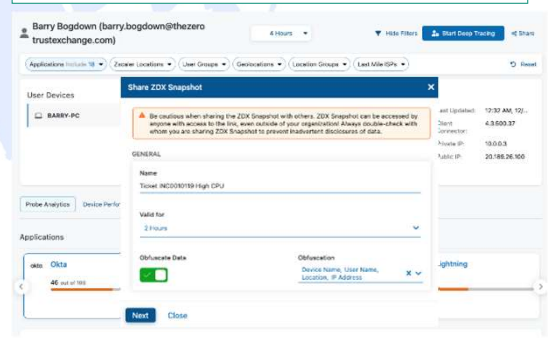 Barry Bogdown (barry.bogdown@thezero
trustexchange.com)
4 Hours
Hide Filters
Start Deep Tracing
Share
Applications Include 18
Zscaler Locations
User Groups
Geolocations
Location Groups
Last Mile ISPs
Reset
User Devices
BARRY-PC
Share ZDX Snapshot
Be cautious when sharing the ZDX Snapshot with others. ZDX Snapshot can be accessed by
anyone with access to the link, even outside of your organization! Always double-check with
whom you are sharing ZDX Snapshot to prevent inadvertent disclosures of data.
Last Updated: 12:32 AM, 12/...
Client Connector: 4.3.600.37
Private IP: 10.0.0.3
Public IP: 20.189.26.100
GENERAL
Name
Ticket INC0010119 High CPU
Valid for
2 Hours
Obfuscate Data
Obfuscation
Device Name, User Name,
Location, IP Address
Probe Analytics
Device Perfor
Applications
okta
Okta
46 out of 100
Lightning
Next
Close